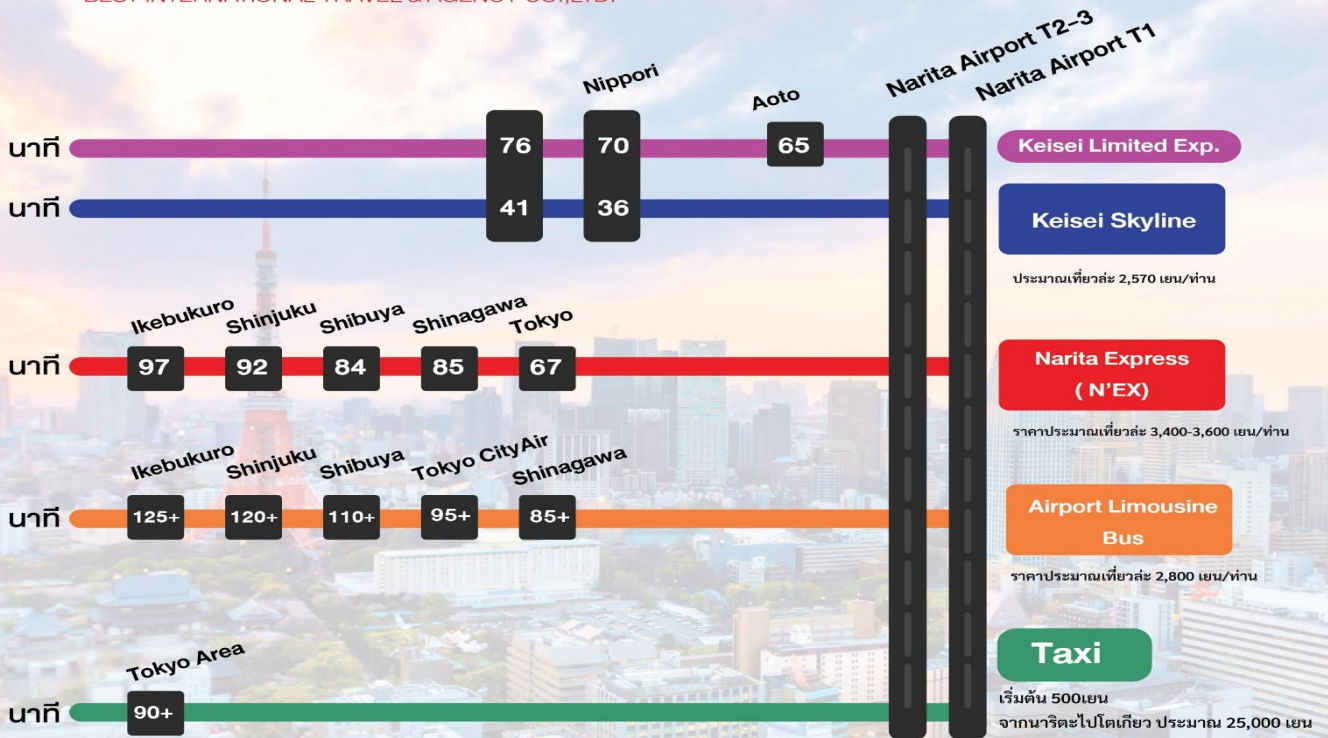 BEST INTERNATIONAL TRAVEL & AGENCY CO.,LTD.
Nippori
Aoto
Narita Airport T2-3
Narita Airport T1
นาที
76
70
65
Keisei Limited Exp.
นาที
41
36
Keisei Skyline
ประมาณเที่ยวล่ะ 2,570 เยน/ท่าน
Ikebukuro
Shinjuku
Shibuya
Shinagawa
Tokyo
นาที
97
92
84
85
67
Narita Express
( N'EX)
ราคาประมาณเที่ยวล่ะ 3,400-3,600 เยน/ท่าน
Ikebukuro
Shinjuku
Shibuya
Tokyo CityAir
Shinagawa
นาที
125+
120+
110+
95+
85+
Airport Limousine
Bus
ราคาประมาณเที่ยวล่ะ 2,800 เยน/ท่าน
Tokyo Area
นาที
90+
Taxi
เริ่มต้น 500เยน
จากนาริตะไปโตเกียว ประมาณ 25,000 เยน